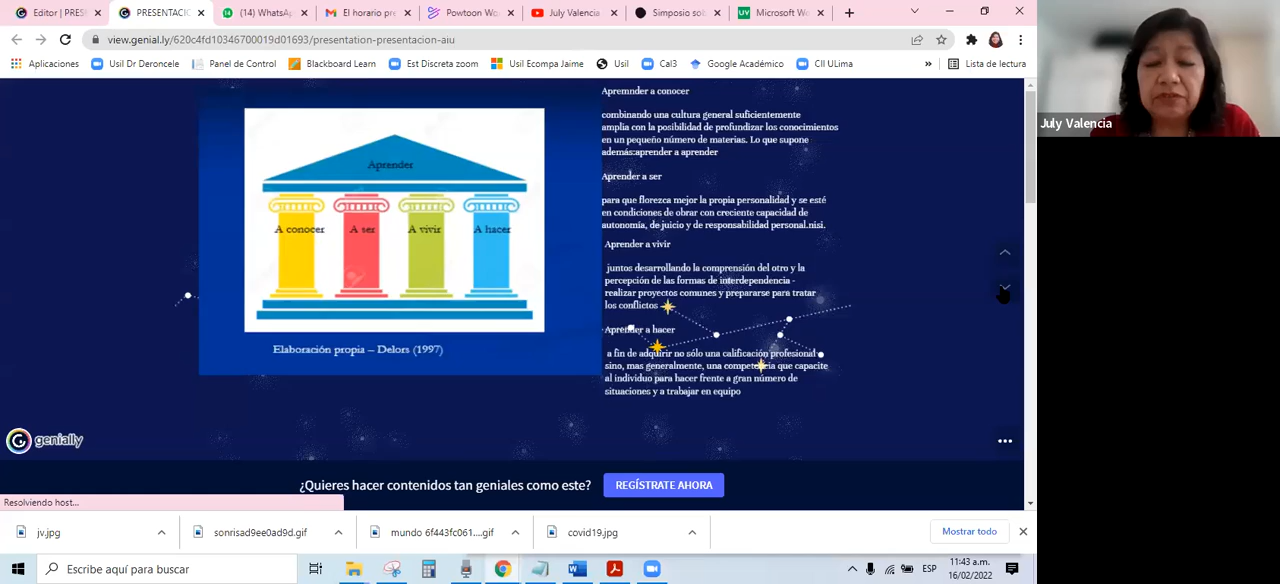 Editor | PRES
PRESENTACIO
(14) WhatsA
El horario pre
Powtoon W
July Valencia
Simposio sob
Microsoft We
view.genial.ly/620c4fd10346700019d01693/presentation-presentacion-aiu
Aplicaciones
Usil Dr Deroncele
Panel de Control
Blackboard Learn
Est Discreta zoom
Usil Ecompa Jaime
Usil
Cal3
Google Académico
CII ULima
»
Lista de lectura
Aprender
A conocer
A ser
A vivir
A hacer
Elaboración propia – Delors (1997)
Apremnder a conocer
combinando una cultura general suficientemente
amplia con la posibilidad de profundizar los conocimientos
en un pequeño número de materias. Lo que supone
además:aprender a aprender
Aprender a ser
para que florezca mejor la propia personalidad y se esté
en condiciones de obrar con creciente capacidad de
autonomía, de juicio y de responsabilidad personal.nisi.
Aprender a vivir
juntos desarrollando la comprensión del otro y la
percepción de las formas de interdependencia -
realizar proyectos comunes y prepararse para tratar
los conflictos
Aprender a hacer
a fin de adquirir no sólo una calificación profesional
sino, mas generalmente, una competencia que capacite
al individuo para hacer frente a gran número de
situaciones y a trabajar en equipo
genially
¿Quieres hacer contenidos tan geniales como este?
REGÍSTRATE AHORA
Resolviendo host...
jv.jpg
sonrisad9ee0ad9d.gif
mundo 6f443fc061....gif
covid19.jpg
Mostrar todo
Escribe aquí para buscar
ESP
11:43 a.m.
16/02/2022
July Valencia